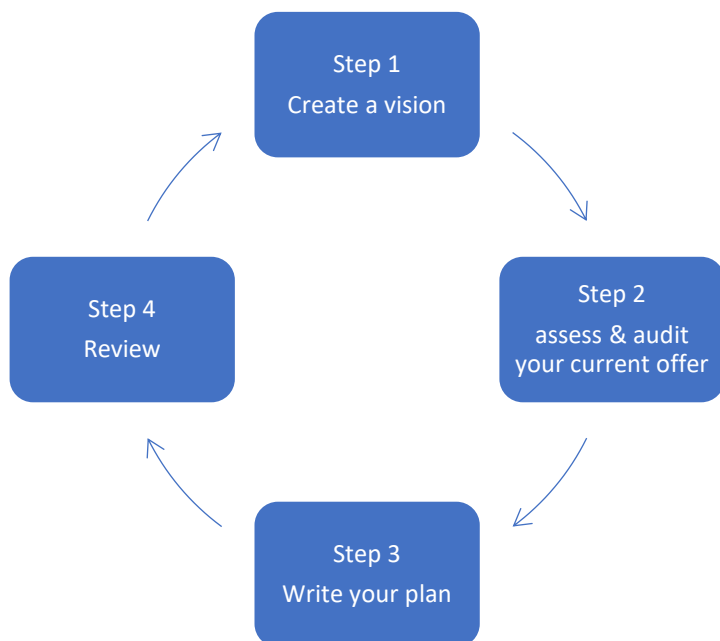 Step 1
Create a vision
Step 2
assess & audit
your current offer
Step 3
Write your plan
Step 4
Review